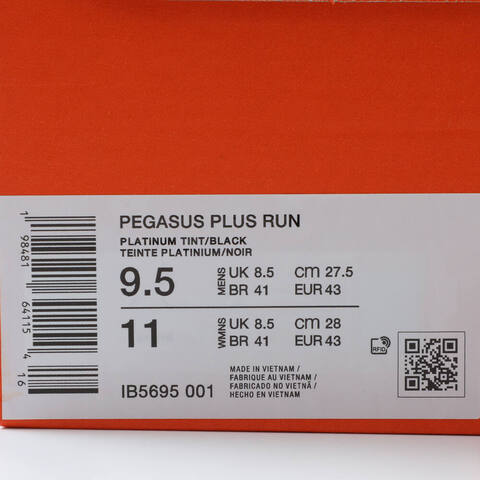 PEGASUS PLUS RUN
PLATINUM TINT/BLACK
TEINTE PLATINIUM/NOIR
9.5 MENS UK 8.5 CM 27.5
BR 41 EUR 43
11 WMNS UK 8.5 CM 28
BR 41 EUR 43
RFID
IB5695 001
MADE IN VIETNAM /
FABRIQUE AU VIETNAM /
FABRICADO NO VIETNÃ /
HECHO EN VIETNAM
1 98481 64115 4 16